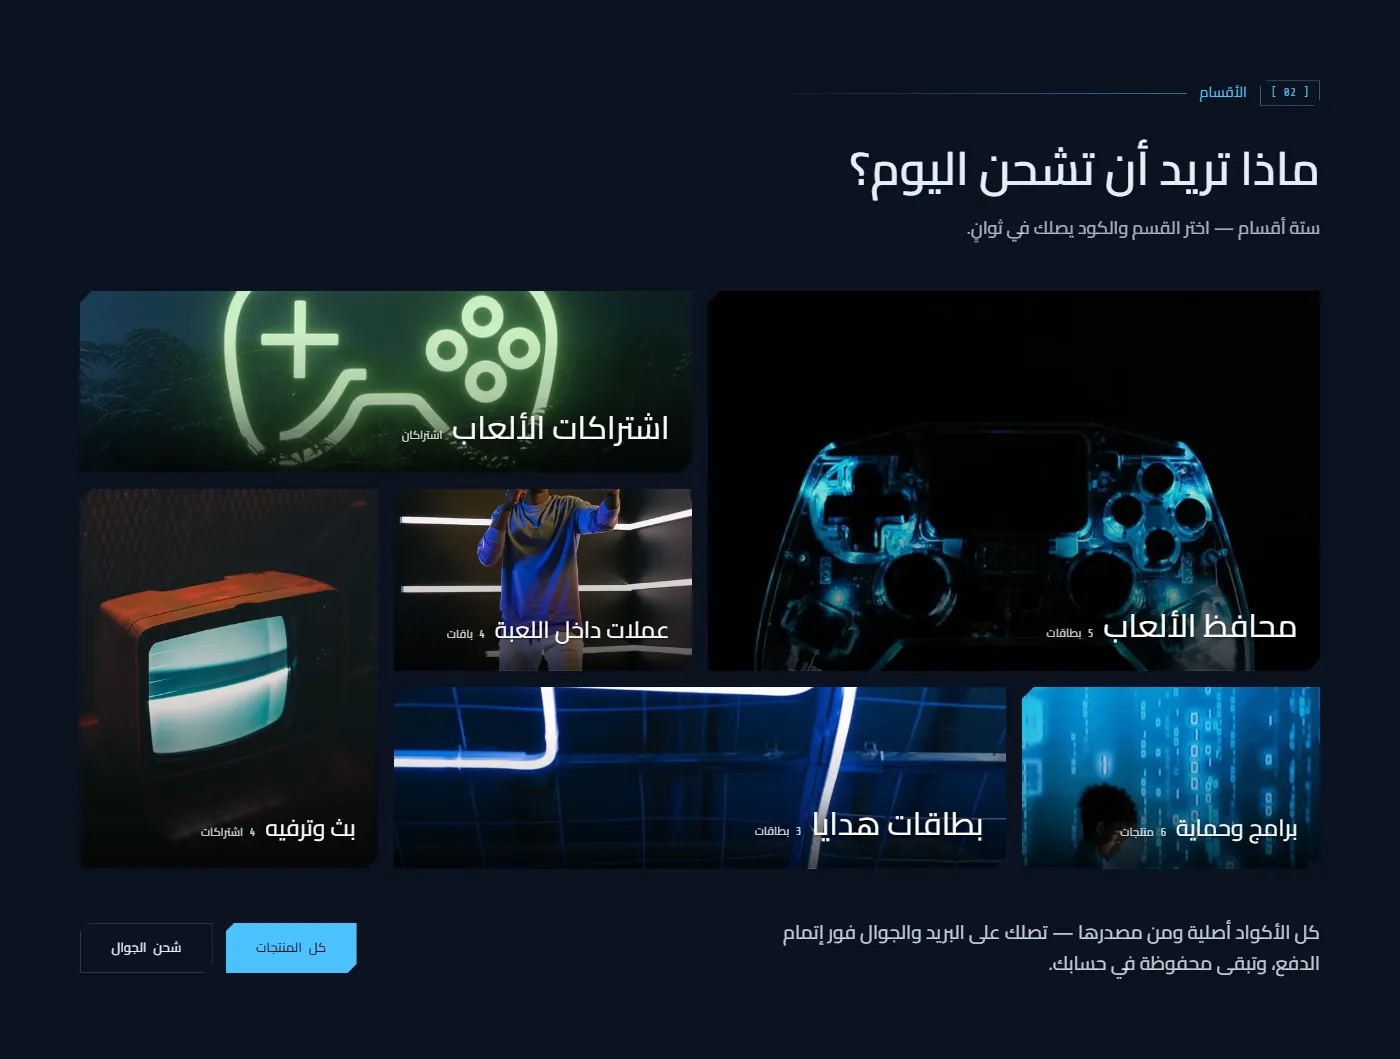 [ 02 ] الأقسام
ماذا تريد أن تشحن اليوم؟
ستة أقسام — اختر القسم والكود يصلك في ثوانٍ.
محافظ الألعاب 5 بطاقات
اشتراكات الألعاب اشتراكان
عملات داخل اللعبة 4 باقات
بث وترفيه 4 اشتراكات
برامج وحماية 6 منتجات
بطاقات هدايا 3 بطاقات
كل الأكواد أصلية ومن مصدرها — تصلك على البريد والجوال فور إتمام
الدفع، وتبقى محفوظة في حسابك.
كل المنتجات
شحن الجوال